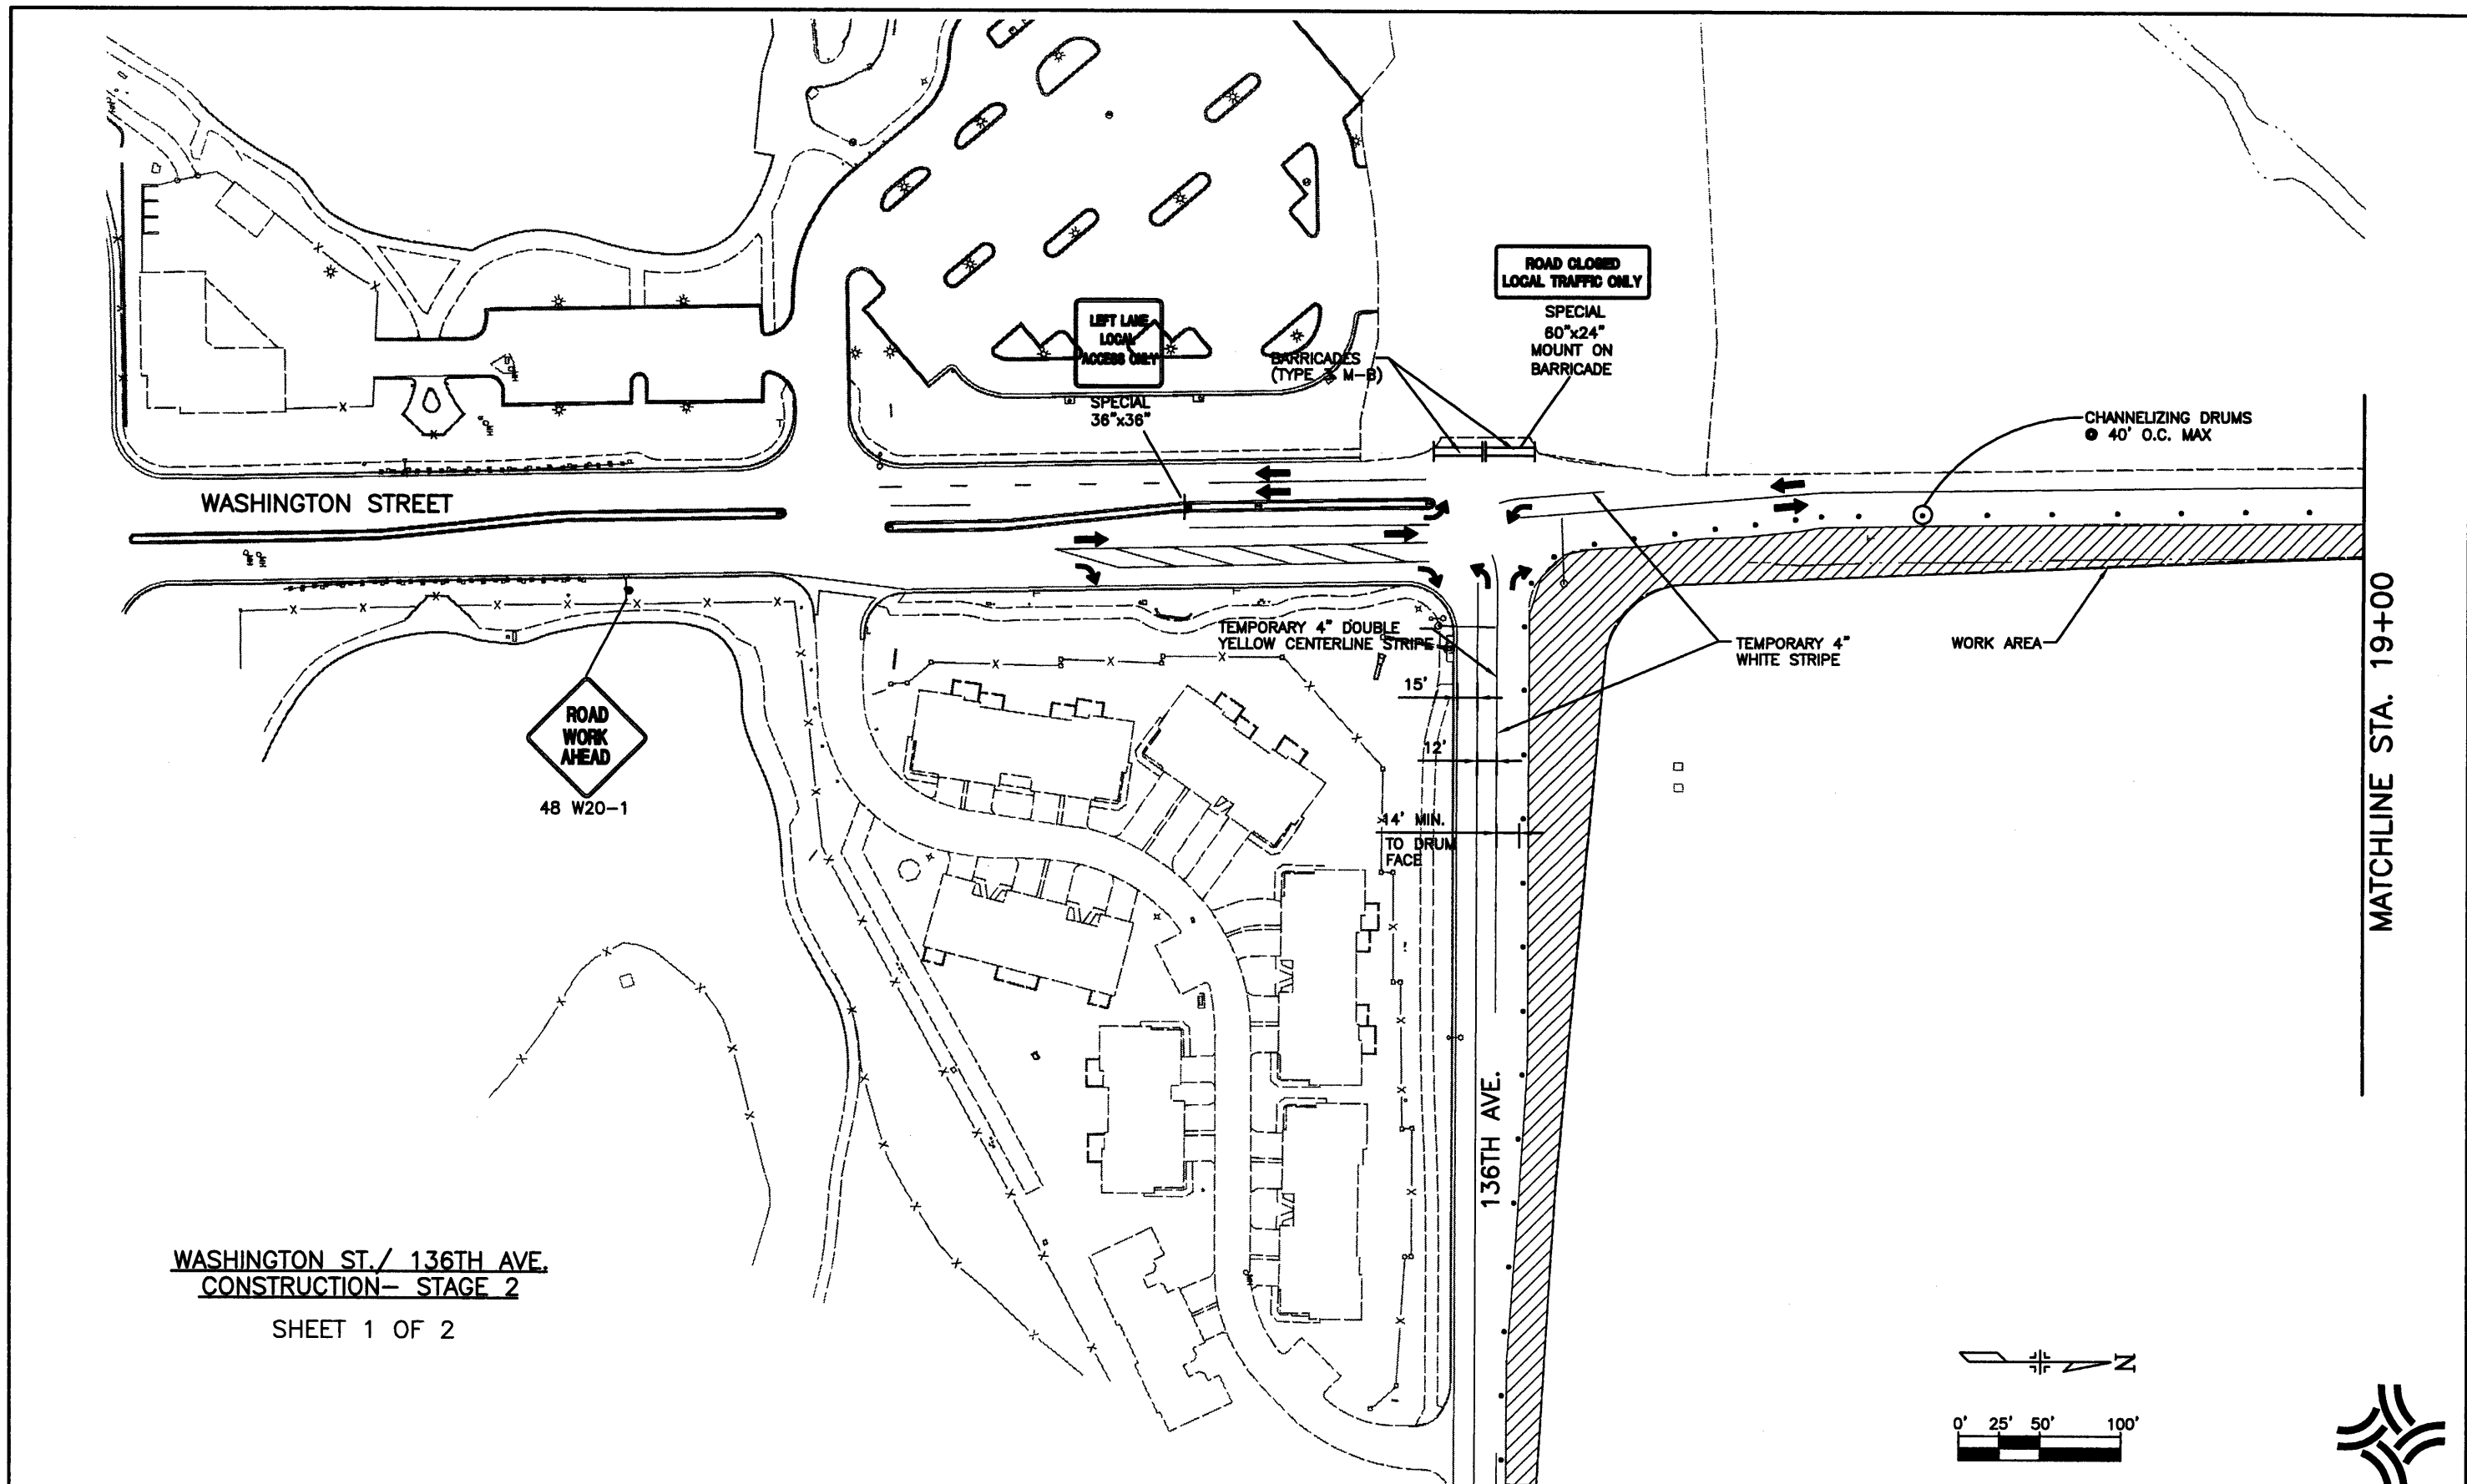 ROAD CLOSED
LOCAL TRAFFIC ONLY
SPECIAL
60"x24"
MOUNT ON
BARRICADE
LEFT LANE
LOCAL
ACCESS ONLY
SPECIAL
36"x36"
BARRICADES
(TYPE 3 M-B)
CHANNELIZING DRUMS
@ 40' O.C. MAX
WASHINGTON STREET
TEMPORARY 4" DOUBLE
YELLOW CENTERLINE STRIPE
TEMPORARY 4"
WHITE STRIPE
WORK AREA
MATCHLINE STA. 19+00
15'
12'
14' MIN.
TO DRUM
FACE
ROAD
WORK
AHEAD
48 W20-1
136TH AVE.
WASHINGTON ST./ 136TH AVE.
CONSTRUCTION- STAGE 2
SHEET 1 OF 2
N
0' 25' 50' 100'